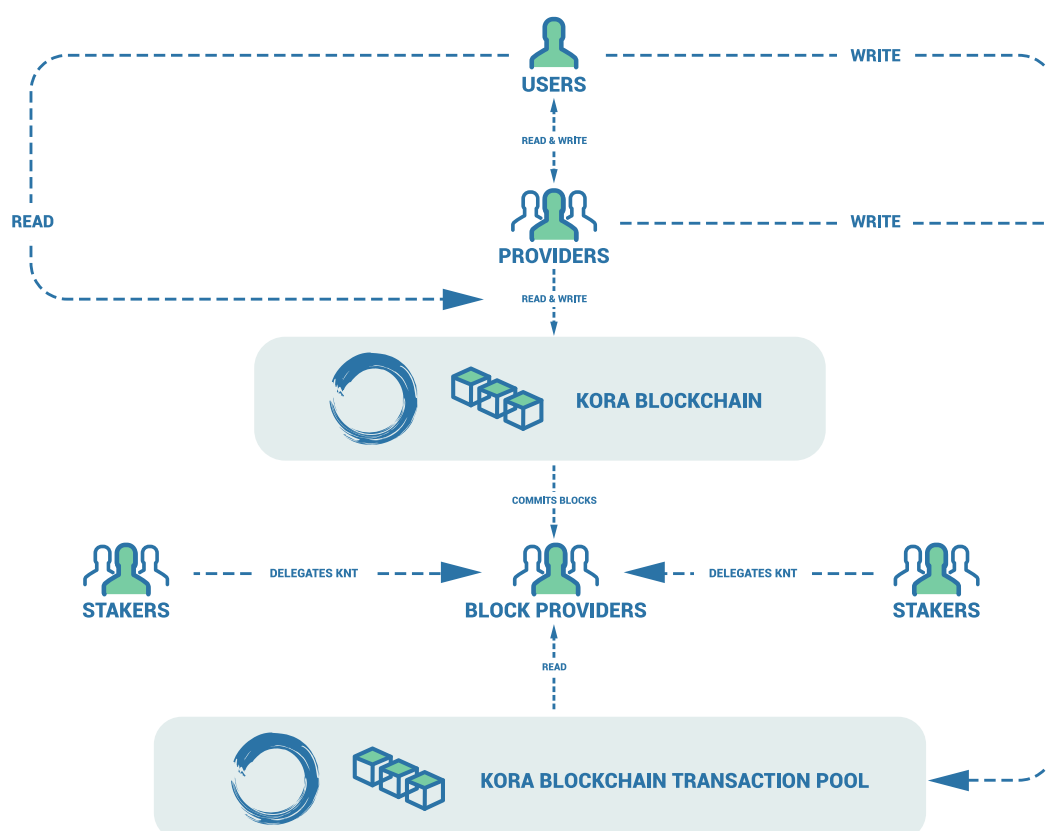 WRITE
USERS
READ & WRITE
READ
WRITE
PROVIDERS
READ & WRITE
KORA BLOCKCHAIN
COMMITS BLOCKS
DELEGATES KNT
DELEGATES KNT
STAKERS
BLOCK PROVIDERS
STAKERS
READ
KORA BLOCKCHAIN TRANSACTION POOL